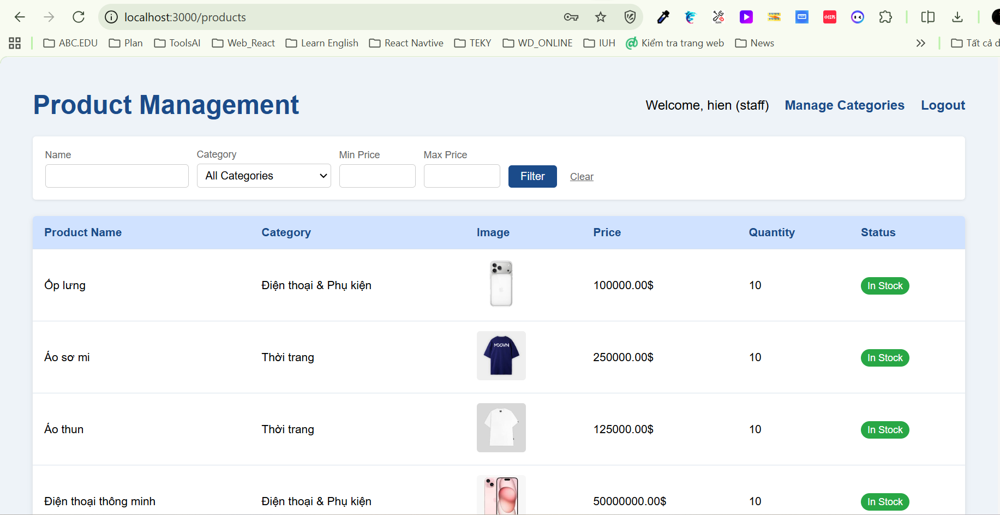 localhost:3000/products
ABC.EDU Plan ToolsAI Web_React Learn English React Navtive TEKY WD_ONLINE IUH Kiểm tra trang web News Tất cả d
Product Management
Welcome, hien (staff) Manage Categories Logout
Name Category Min Price Max Price
All Categories Filter Clear
Product Name Category Image Price Quantity Status
Ốp lưng Điện thoại & Phụ kiện 100000.00$ 10 In Stock
Áo sơ mi Thời trang MCOVN 250000.00$ 10 In Stock
Áo thun Thời trang 125000.00$ 10 In Stock
Điện thoại thông minh Điện thoại & Phụ kiện 50000000.00$ 10 In Stock